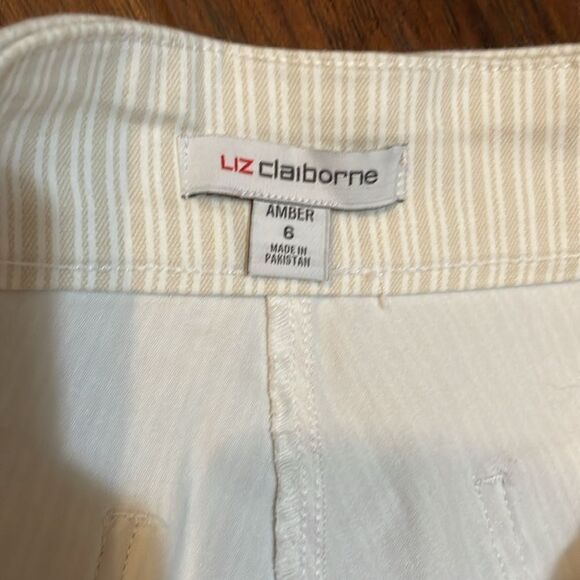 LIZ claiborne
AMBER
6
MADE IN
PAKISTAN